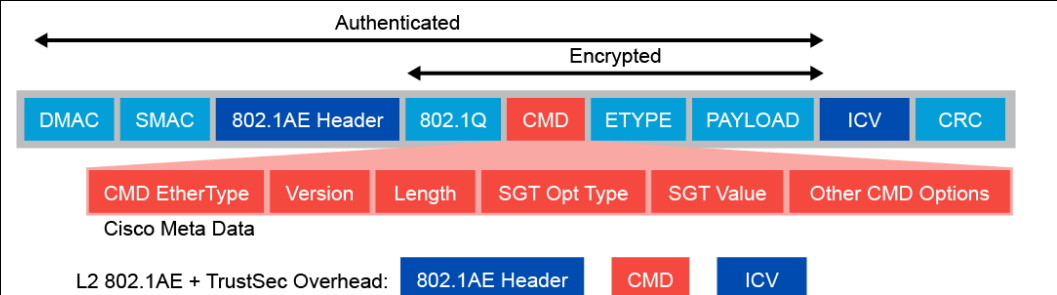 Authenticated
Encrypted
DMAC SMAC 802.1AE Header 802.1Q CMD ETYPE PAYLOAD ICV CRC
CMD EtherType Version Length SGT Opt Type SGT Value Other CMD Options
Cisco Meta Data
L2 802.1AE + TrustSec Overhead: 802.1AE Header CMD ICV